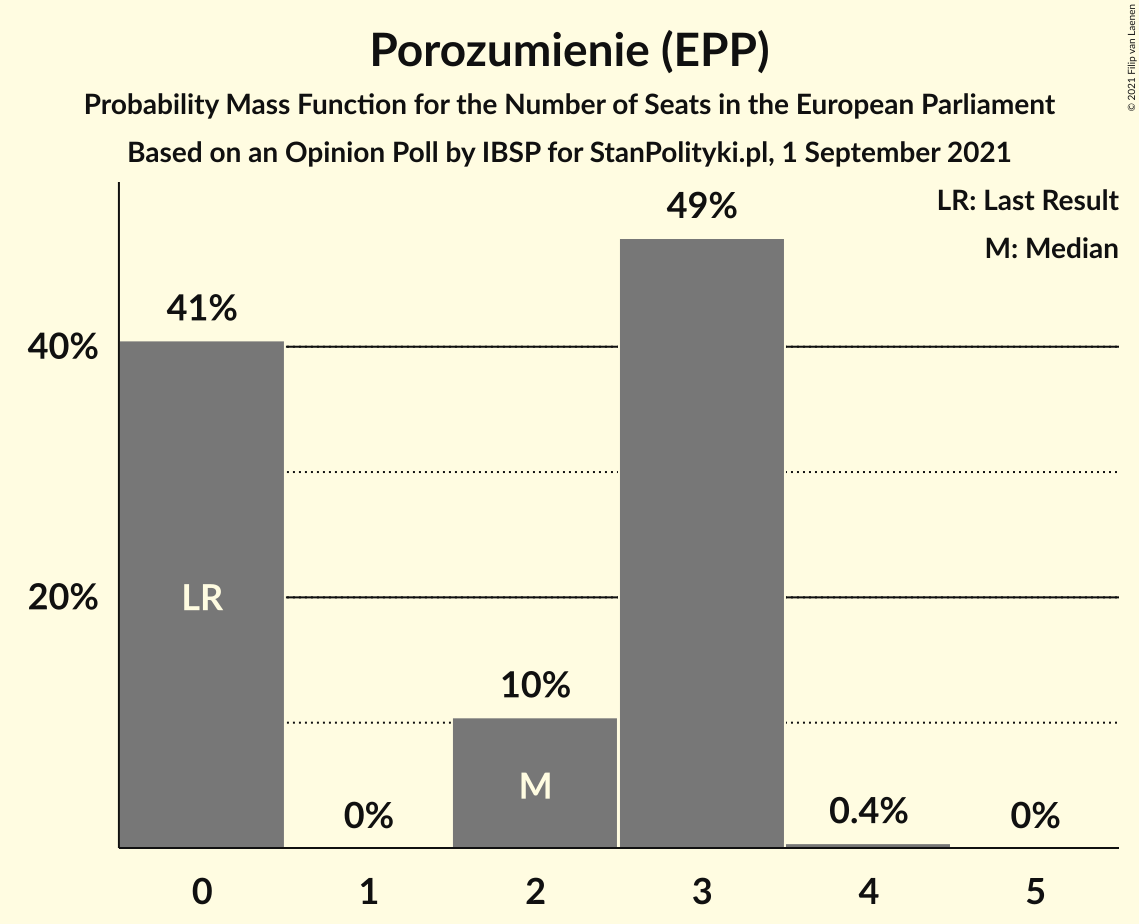 Porozumienie (EPP)
Probability Mass Function for the Number of Seats in the European Parliament
Based on an Opinion Poll by IBSP for StanPolityki.pl, 1 September 2021
© 2021 Filip van Laenen
LR: Last Result
M: Median
49%
41%
40%
20%
LR
10%
M
0%
0.4%
0%
0 1 2 3 4 5